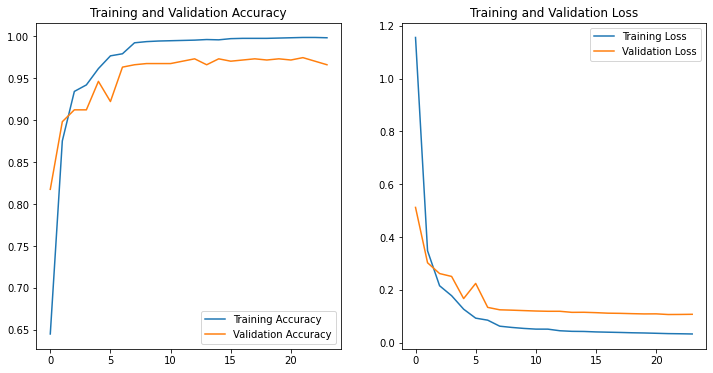 Training and Validation Accuracy
1.00
0.95
0.90
0.85
0.80
0.75
0.70
0.65
0 5 10 15 20
Training Accuracy
Validation Accuracy
Training and Validation Loss
1.2
1.0
0.8
0.6
0.4
0.2
0.0
0 5 10 15 20
Training Loss
Validation Loss